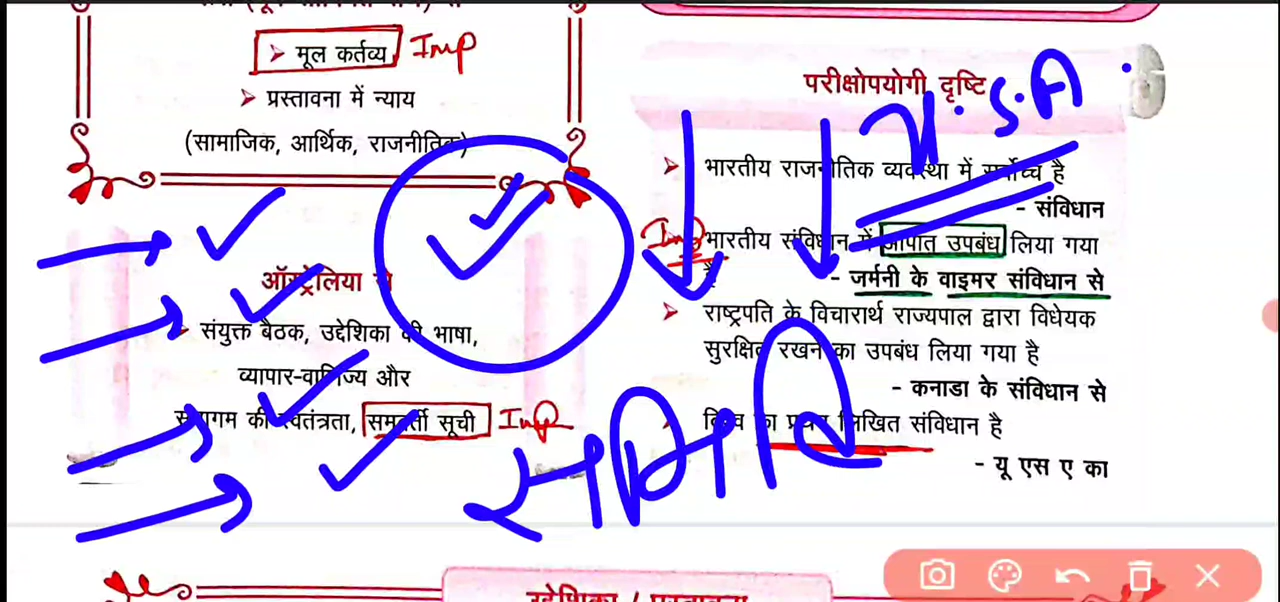 ➤ मूल कर्तव्य Imp
➤ प्रस्तावना में न्याय
(सामाजिक, आर्थिक, राजनीतिक)
ऑस्ट्रेलिया से
➤ संयुक्त बैठक, उद्देशिका की भाषा,
व्यापार-वाणिज्य और
समागम की स्वतंत्रता, समवर्ती सूची Imp
परीक्षोपयोगी दृष्टि
U.S.A.
➤ भारतीय राजनीतिक व्यवस्था में सर्वोच्च है
- संविधान
Imp भारतीय संविधान में आपात उपबंध लिया गया
है - जर्मनी के वाइमर संविधान से
➤ राष्ट्रपति के विचारार्थ राज्यपाल द्वारा विधेयक
सुरक्षित रखने का उपबंध लिया गया है
- कनाडा के संविधान से
➤ विश्व का प्रथम लिखित संविधान है
- यू एस ए का
उद्देशिका / प्रस्तावना